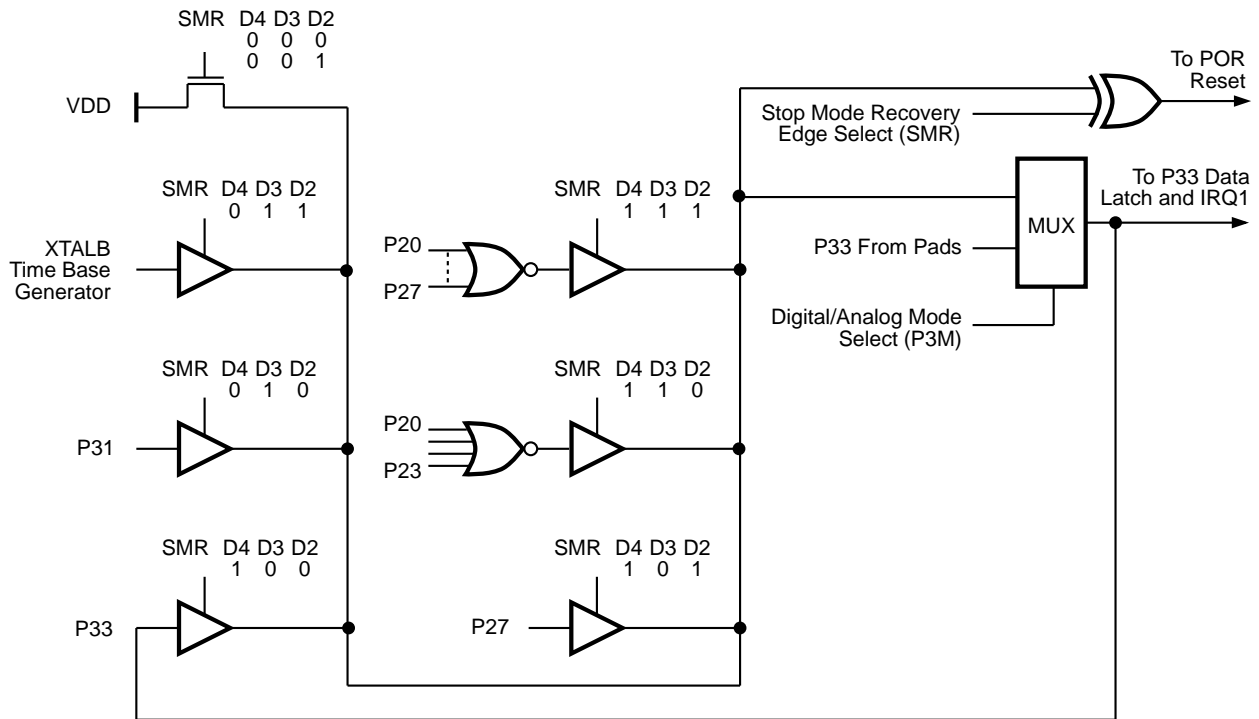 SMR D4 D3 D2
0 0 0
0 0 1
VDD
To POR
Reset
Stop Mode Recovery
Edge Select (SMR)
SMR D4 D3 D2
0 1 1
SMR D4 D3 D2
1 1 1
To P33 Data
Latch and IRQ1
XTALB
Time Base
Generator
P20
P27
MUX
P33 From Pads
Digital/Analog Mode
Select (P3M)
SMR D4 D3 D2
0 1 0
SMR D4 D3 D2
1 1 0
P31
P20
P23
SMR D4 D3 D2
1 0 0
SMR D4 D3 D2
1 0 1
P33
P27